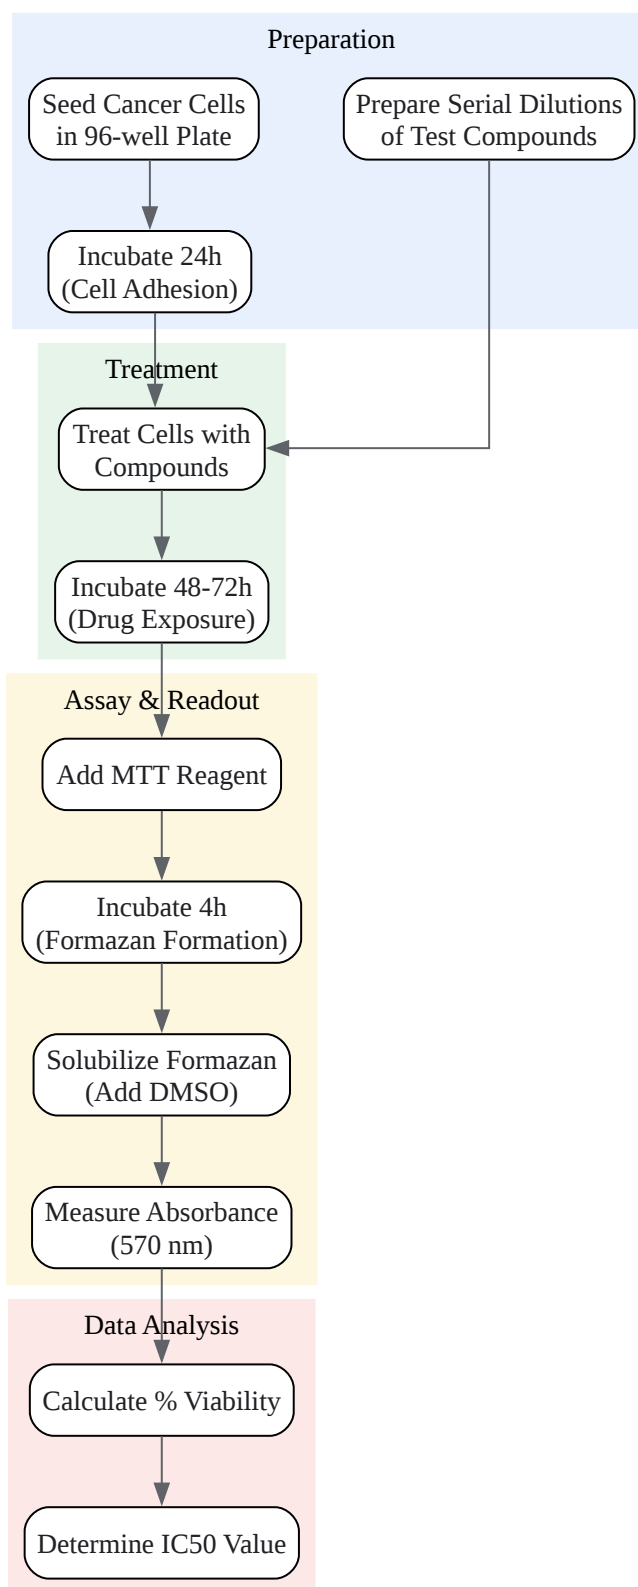 Preparation
Seed Cancer Cells
in 96-well Plate
Prepare Serial Dilutions
of Test Compounds
Incubate 24h
(Cell Adhesion)
Treatment
Treat Cells with
Compounds
Incubate 48-72h
(Drug Exposure)
Assay & Readout
Add MTT Reagent
Incubate 4h
(Formazan Formation)
Solubilize Formazan
(Add DMSO)
Measure Absorbance
(570 nm)
Data Analysis
Calculate % Viability
Determine IC50 Value